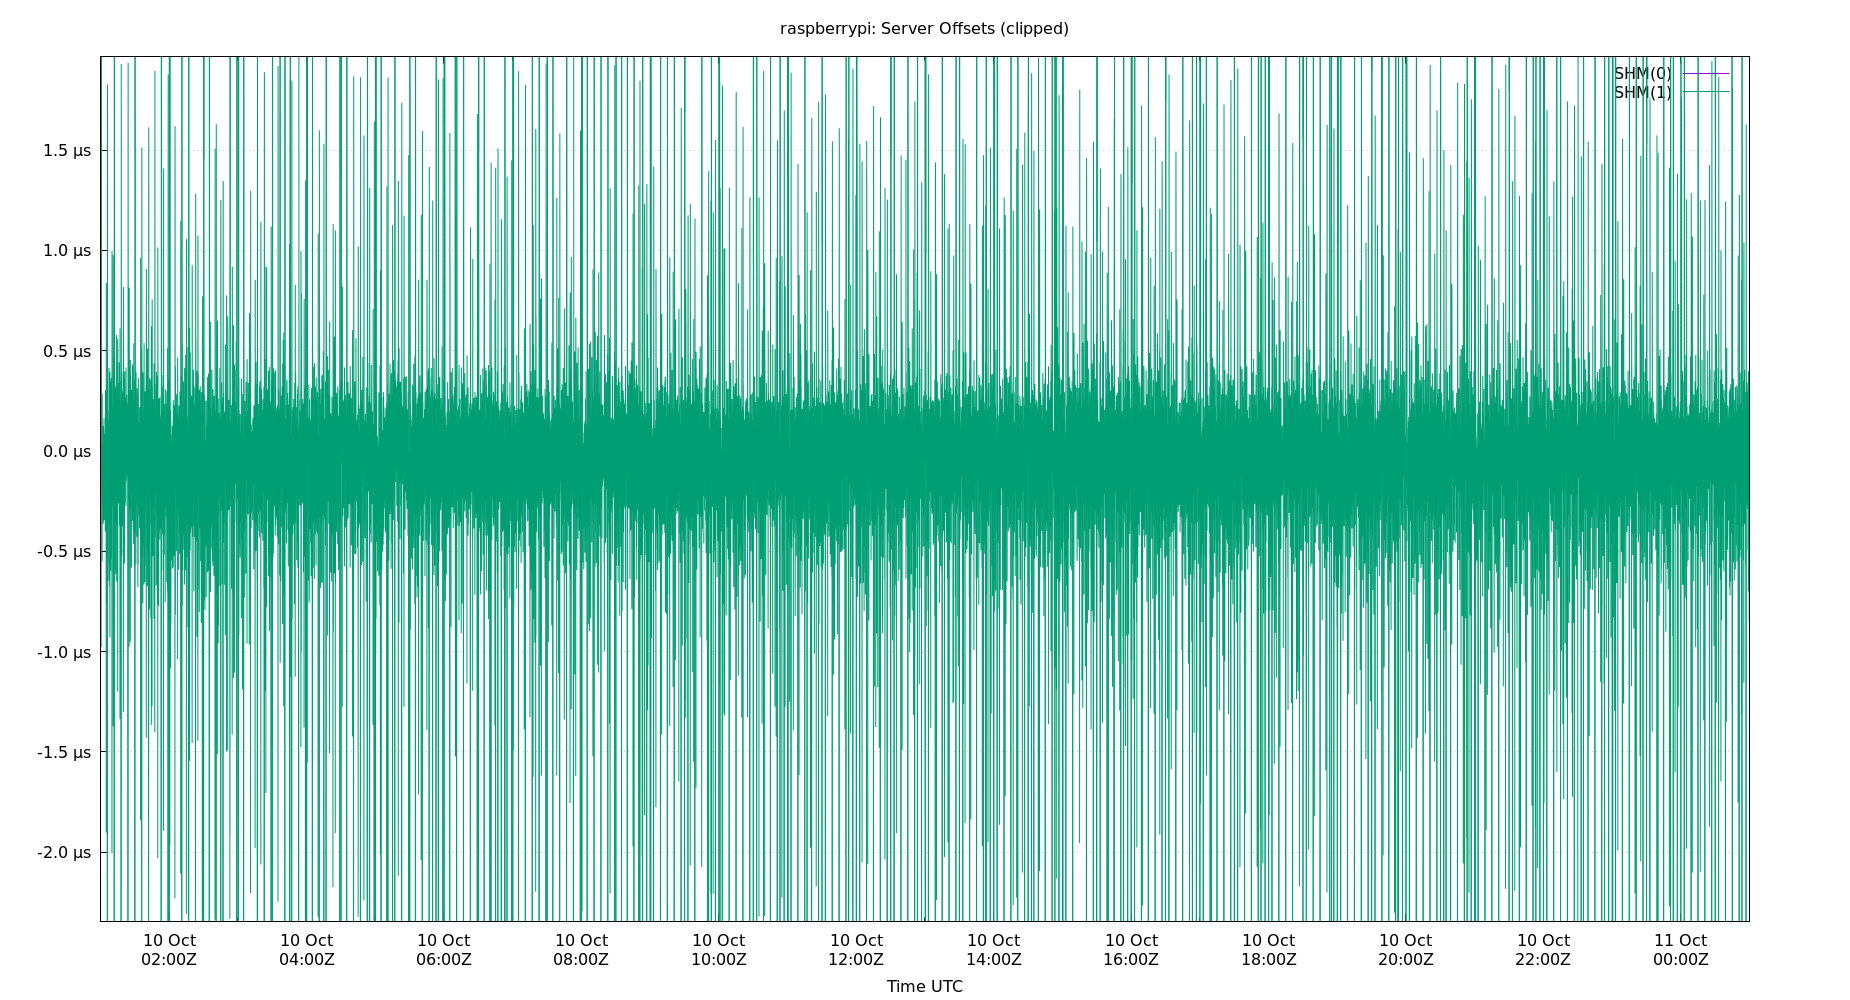 raspberrypi: Server Offsets (clipped)
SHM(0)
SHM(1)
1.5 µs
1.0 µs
0.5 µs
0.0 µs
-0.5 µs
-1.0 µs
-1.5 µs
-2.0 µs
10 Oct 10 Oct 10 Oct 10 Oct 10 Oct 10 Oct 10 Oct 10 Oct 10 Oct 10 Oct 10 Oct 11 Oct
02:00Z 04:00Z 06:00Z 08:00Z 10:00Z 12:00Z 14:00Z 16:00Z 18:00Z 20:00Z 22:00Z 00:00Z
Time UTC